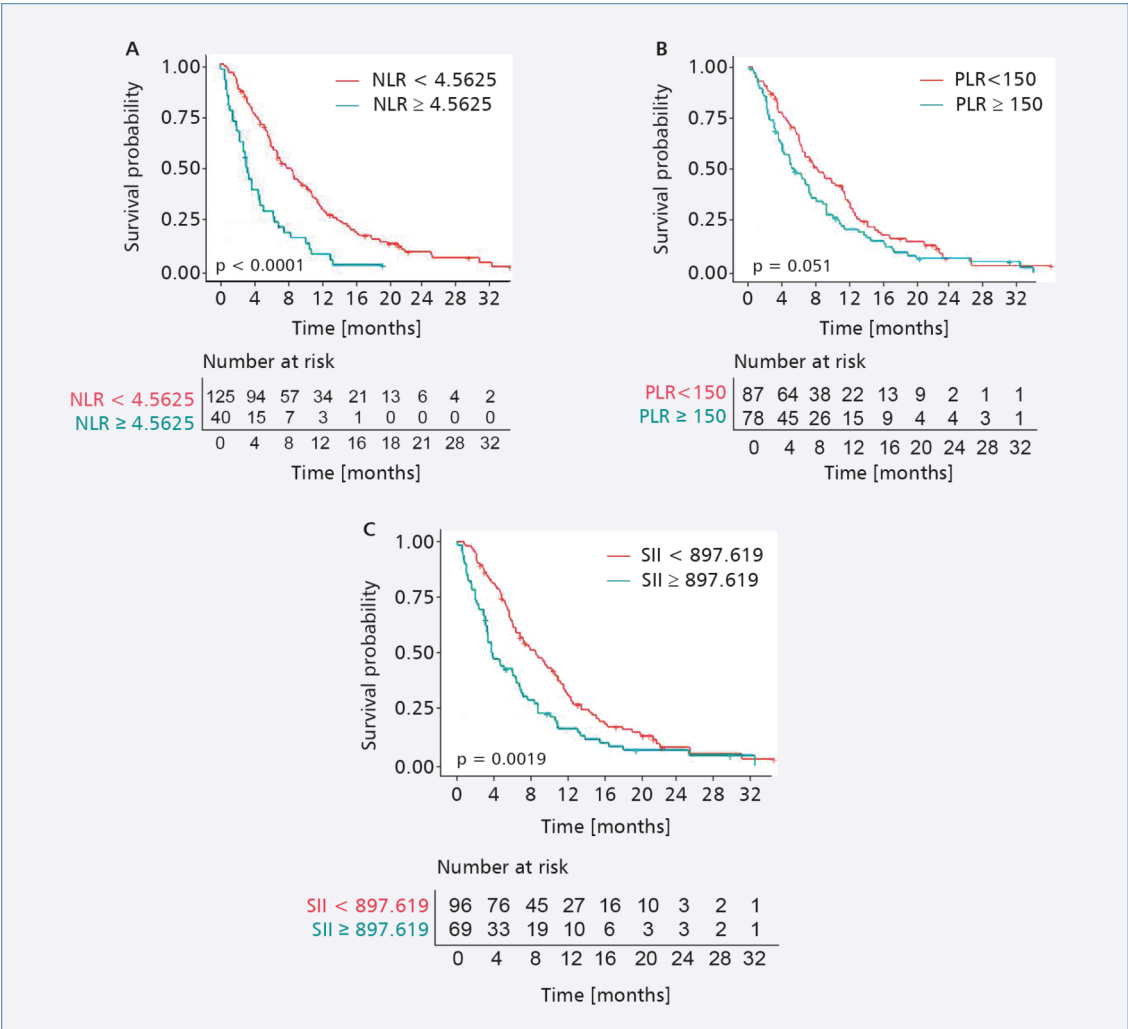 A
Survival probability
1.00
0.75
0.50
0.25
0.00
NLR < 4.5625
NLR ≥ 4.5625
p < 0.0001
0 4 8 12 16 20 24 28 32
Time [months]
Number at risk
NLR < 4.5625 125 94 57 34 21 13 6 4 2
NLR ≥ 4.5625 40 15 7 3 1 0 0 0 0
0 4 8 12 16 18 21 28 32
Time [months]
B
Survival probability
1.00
0.75
0.50
0.25
0.00
PLR<150
PLR ≥ 150
p = 0.051
0 4 8 12 16 20 24 28 32
Time [months]
Number at risk
PLR<150 87 64 38 22 13 9 2 1 1
PLR ≥ 150 78 45 26 15 9 4 4 3 1
0 4 8 12 16 20 24 28 32
Time [months]
C
Survival probability
1.00
0.75
0.50
0.25
0.00
SII < 897.619
SII ≥ 897.619
p = 0.0019
0 4 8 12 16 20 24 28 32
Time [months]
Number at risk
SII < 897.619 96 76 45 27 16 10 3 2 1
SII ≥ 897.619 69 33 19 10 6 3 3 2 1
0 4 8 12 16 20 24 28 32
Time [months]